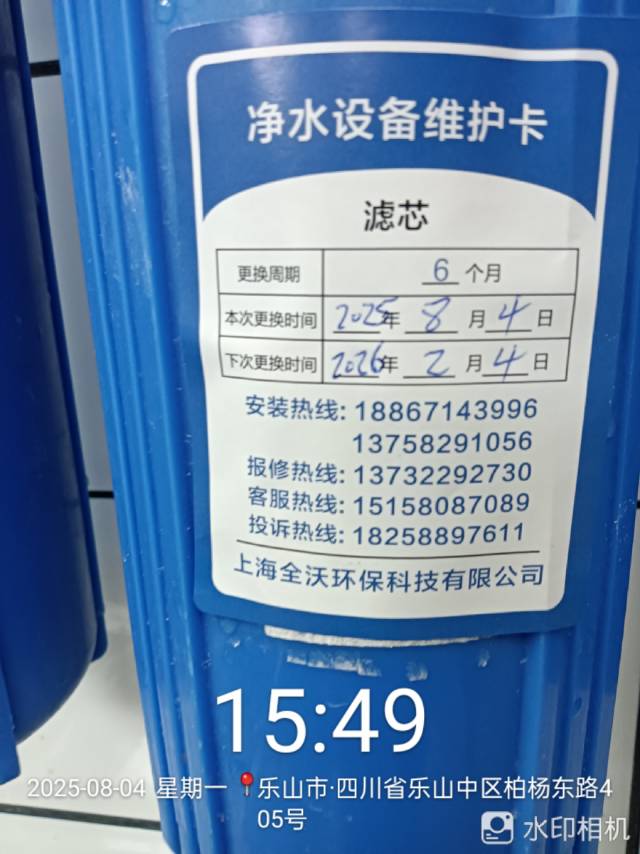 净水设备维护卡
滤芯
更换周期 6 个月
本次更换时间 2025年 8 月 4 日
下次更换时间 2026年 2 月 4 日
安装热线: 18867143996
13758291056
报修热线: 13732292730
客服热线: 15158087089
投诉热线: 18258897611
上海全沃环保科技有限公司
15:49
2025-08-04 星期一 📍乐山市·四川省乐山中区柏杨东路4
05号
水印相机